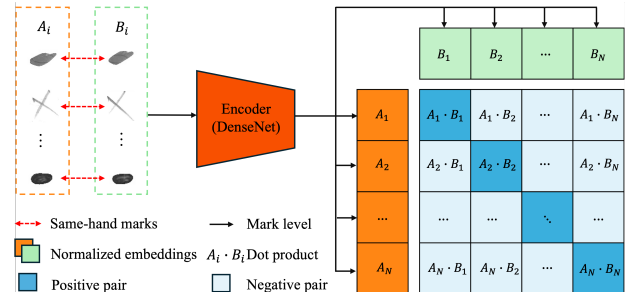 A_i B_i
B_1 B_2 ... B_N
Encoder
(DenseNet)
A_1 A_1 · B_1 A_1 · B_2 ... A_1 · B_N
A_2 A_2 · B_1 A_2 · B_2 ... A_2 · B_N
⋮ ⋮
... ... ... ⋱ ...
A_N A_N · B_1 A_N · B_2 ... A_N · B_N
Same-hand marks Mark level
Normalized embeddings A_i · B_i Dot product
Positive pair Negative pair